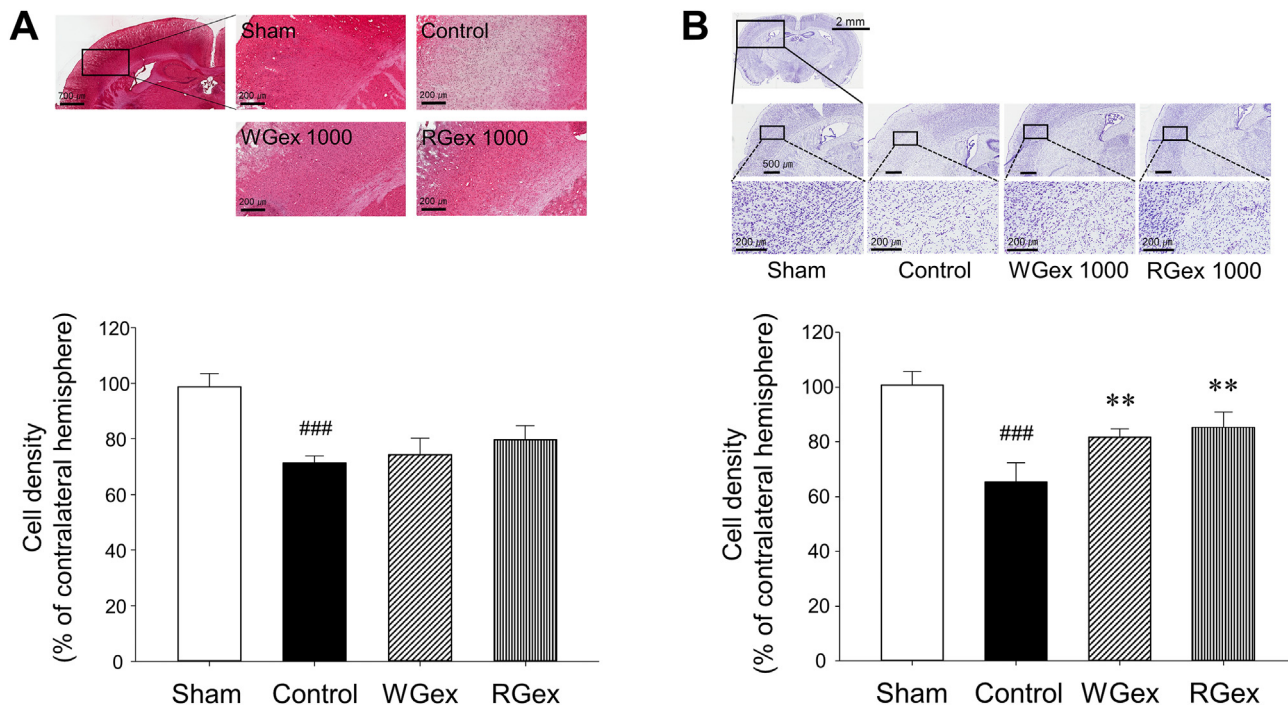 A
Sham
Control
700 ㎛
200 ㎛
200 ㎛
WGex 1000
RGex 1000
200 ㎛
200 ㎛
Cell density
(% of contralateral hemisphere)
120
100
80
60
40
20
0
###
Sham
Control
WGex
RGex
B
2 mm
500 ㎛
200 ㎛
200 ㎛
200 ㎛
200 ㎛
Sham
Control
WGex 1000
RGex 1000
Cell density
(% of contralateral hemisphere)
120
100
80
60
40
20
0
###
**
**
Sham
Control
WGex
RGex